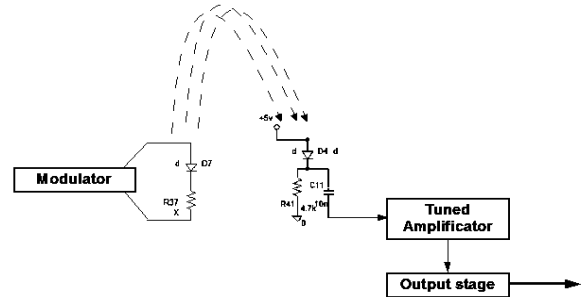 +5v
d D4 d
d D7
Modulator
R37
X
C11
R41
4.7k
10n
0
Tuned
Amplificator
Output stage